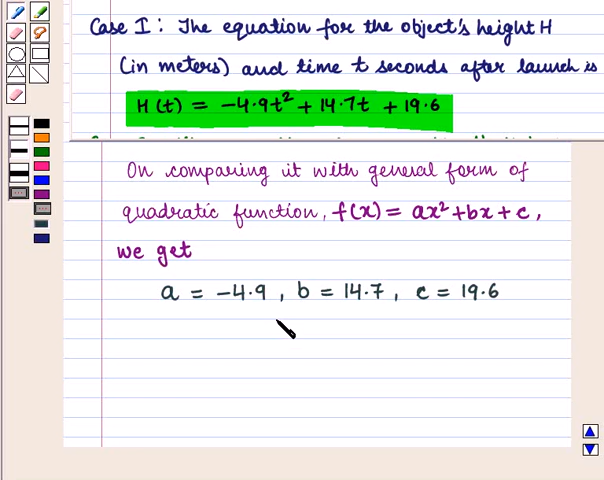 Case I : The equation for the object's height H
(in meters) and time t seconds after launch is
H(t) = -4.9t² + 14.7t + 19.6
On comparing it with general form of
quadratic function, f(x) = ax² + bx + c,
we get
a = -4.9 , b = 14.7 , c = 19.6